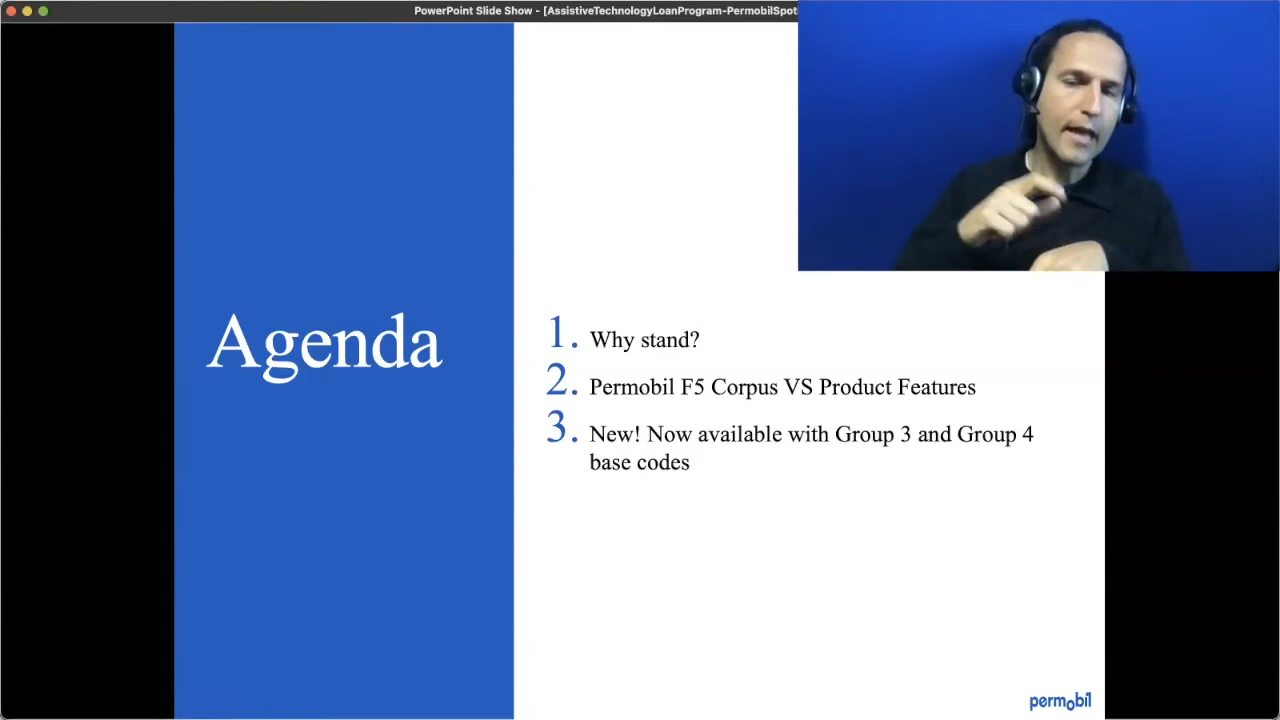 PowerPoint Slide Show - [AssistiveTechnologyLoanProgram-PermobilSpotl
Agenda
1. Why stand?
2. Permobil F5 Corpus VS Product Features
3. New! Now available with Group 3 and Group 4
base codes
permobil